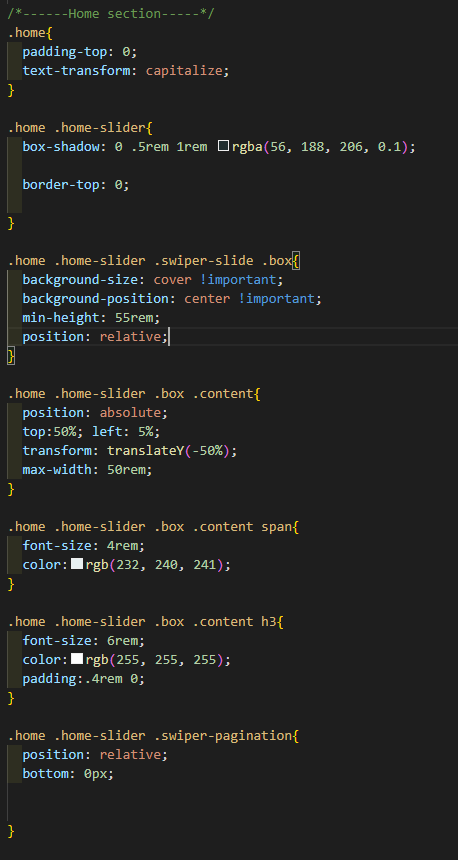 /*------Home section-----*/
.home{
padding-top: 0;
text-transform: capitalize;
}
.home .home-slider{
box-shadow: 0 .5rem 1rem rgba(56, 188, 206, 0.1);
border-top: 0;
}
.home .home-slider .swiper-slide .box{
background-size: cover !important;
background-position: center !important;
min-height: 55rem;
position: relative;
}
.home .home-slider .box .content{
position: absolute;
top:50%; left: 5%;
transform: translateY(-50%);
max-width: 50rem;
}
.home .home-slider .box .content span{
font-size: 4rem;
color:rgb(232, 240, 241);
}
.home .home-slider .box .content h3{
font-size: 6rem;
color:rgb(255, 255, 255);
padding:.4rem 0;
}
.home .home-slider .swiper-pagination{
position: relative;
bottom: 0px;
}